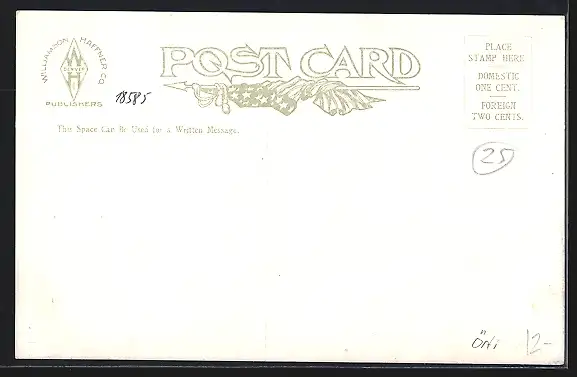 WILLIAMSON HAFFNER CO.
W
DENVER
H
PUBLISHERS
POST CARD
PLACE
STAMP HERE
DOMESTIC
ONE CENT.
FOREIGN
TWO CENTS.
18585
This Space Can Be Used for a Written Message.
25
12-